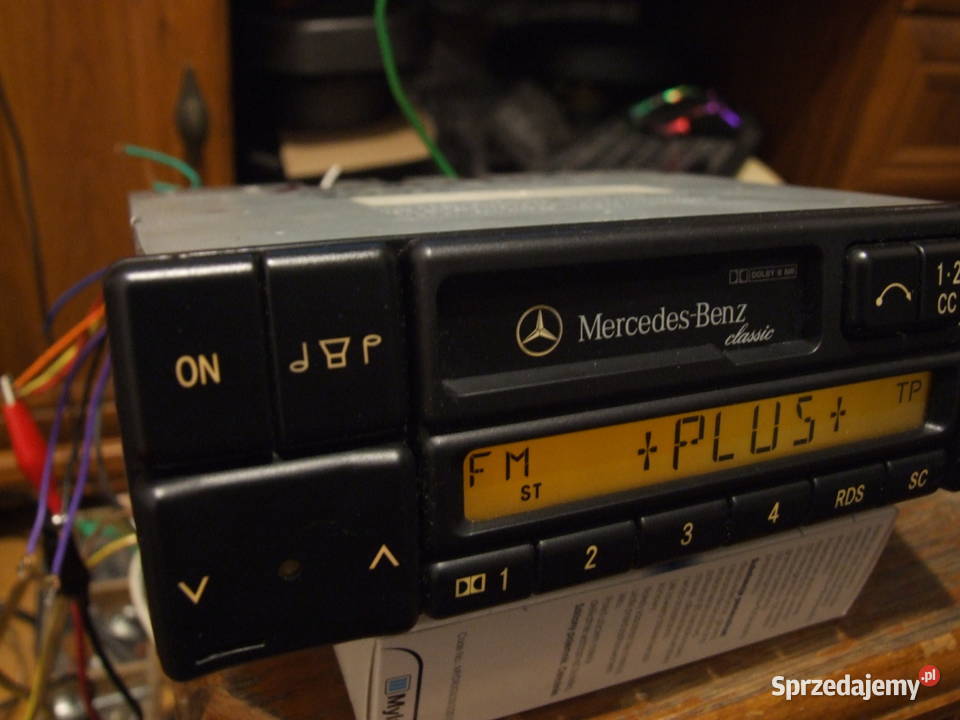 DOLBY B NR
ON
Mercedes-Benz
classic
1·2
CC
FM
ST
+PLUS+
TP
1
2
3
4
RDS
SC
Sprzedajemy.pl